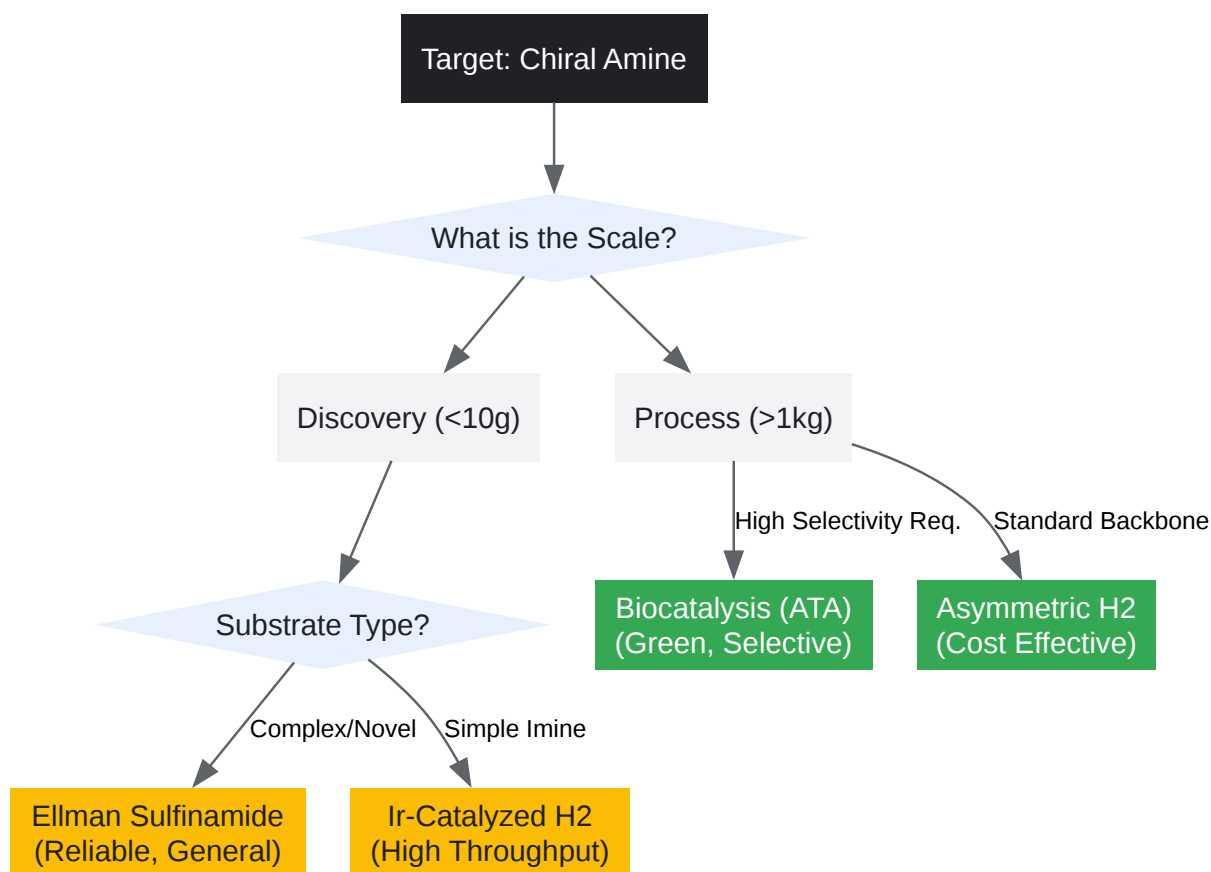 Target: Chiral Amine
What is the Scale?
Discovery (<10g)
Process (>1kg)
High Selectivity Req.
Standard Backbone
Substrate Type?
Biocatalysis (ATA)
(Green, Selective)
Asymmetric H2
(Cost Effective)
Complex/Novel
Simple Imine
Ellman Sulfinamide
(Reliable, General)
Ir-Catalyzed H2
(High Throughput)